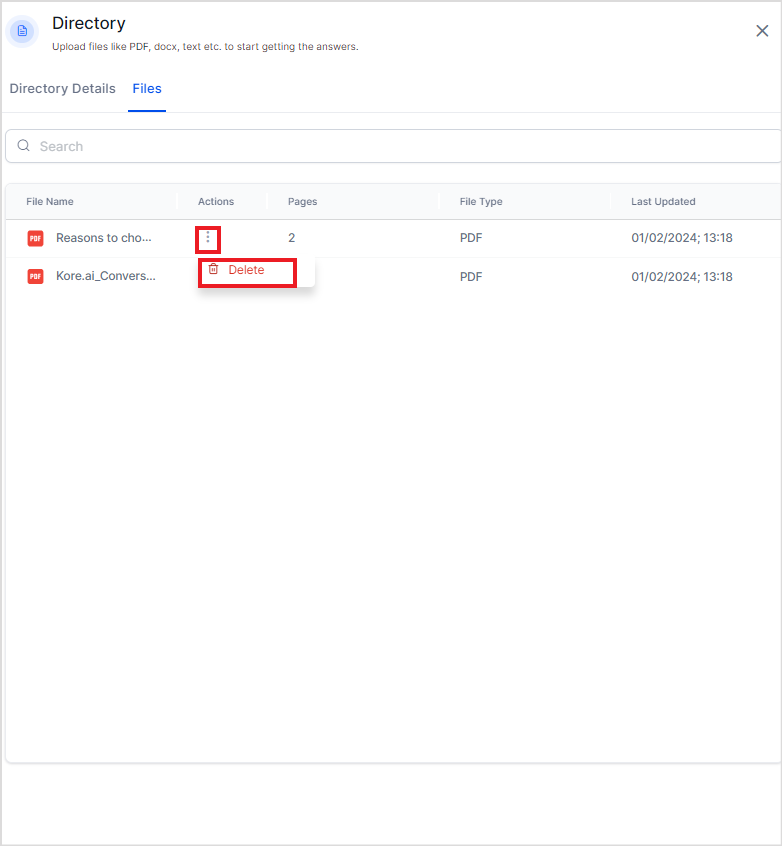 Directory
Upload files like PDF, docx, text etc. to start getting the answers.
Directory Details Files
Search
File Name Actions Pages File Type Last Updated
PDF Reasons to cho... 2 PDF 01/02/2024; 13:18
Delete
PDF Kore.ai_Convers... PDF 01/02/2024; 13:18